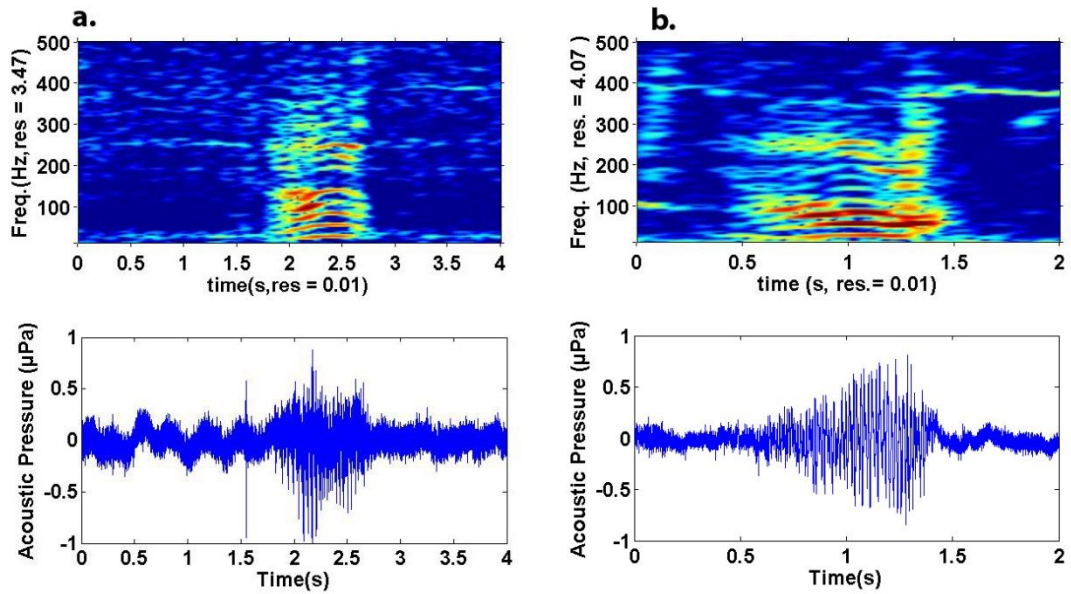 a.
500
400
300
200
100
Freq.(Hz,res = 3.47)
0 0.5 1 1.5 2 2.5 3 3.5 4
time(s,res = 0.01)
b.
500
400
300
200
100
Freq. (Hz, res. = 4.07)
0 0.5 1 1.5 2
time (s, res.= 0.01)
1
0.5
0
-0.5
-1
Acoustic Pressure (µPa)
0 0.5 1 1.5 2 2.5 3 3.5 4
Time(s)
1
0.5
0
-0.5
-1
Acoustic Pressure (µPa)
0 0.5 1 1.5 2
Time(s)